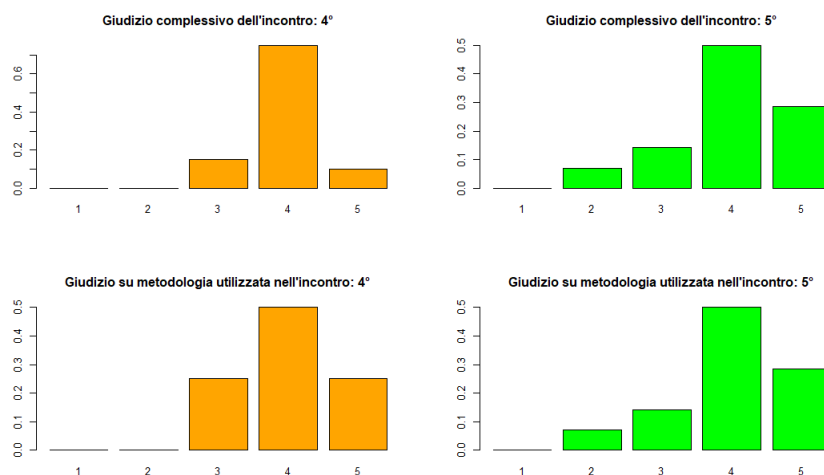 Giudizio complessivo dell'incontro: 4°
0.0 0.2 0.4 0.6
1 2 3 4 5
Giudizio complessivo dell'incontro: 5°
0.0 0.1 0.2 0.3 0.4 0.5
1 2 3 4 5
Giudizio su metodologia utilizzata nell'incontro: 4°
0.0 0.1 0.2 0.3 0.4 0.5
1 2 3 4 5
Giudizio su metodologia utilizzata nell'incontro: 5°
0.0 0.1 0.2 0.3 0.4 0.5
1 2 3 4 5